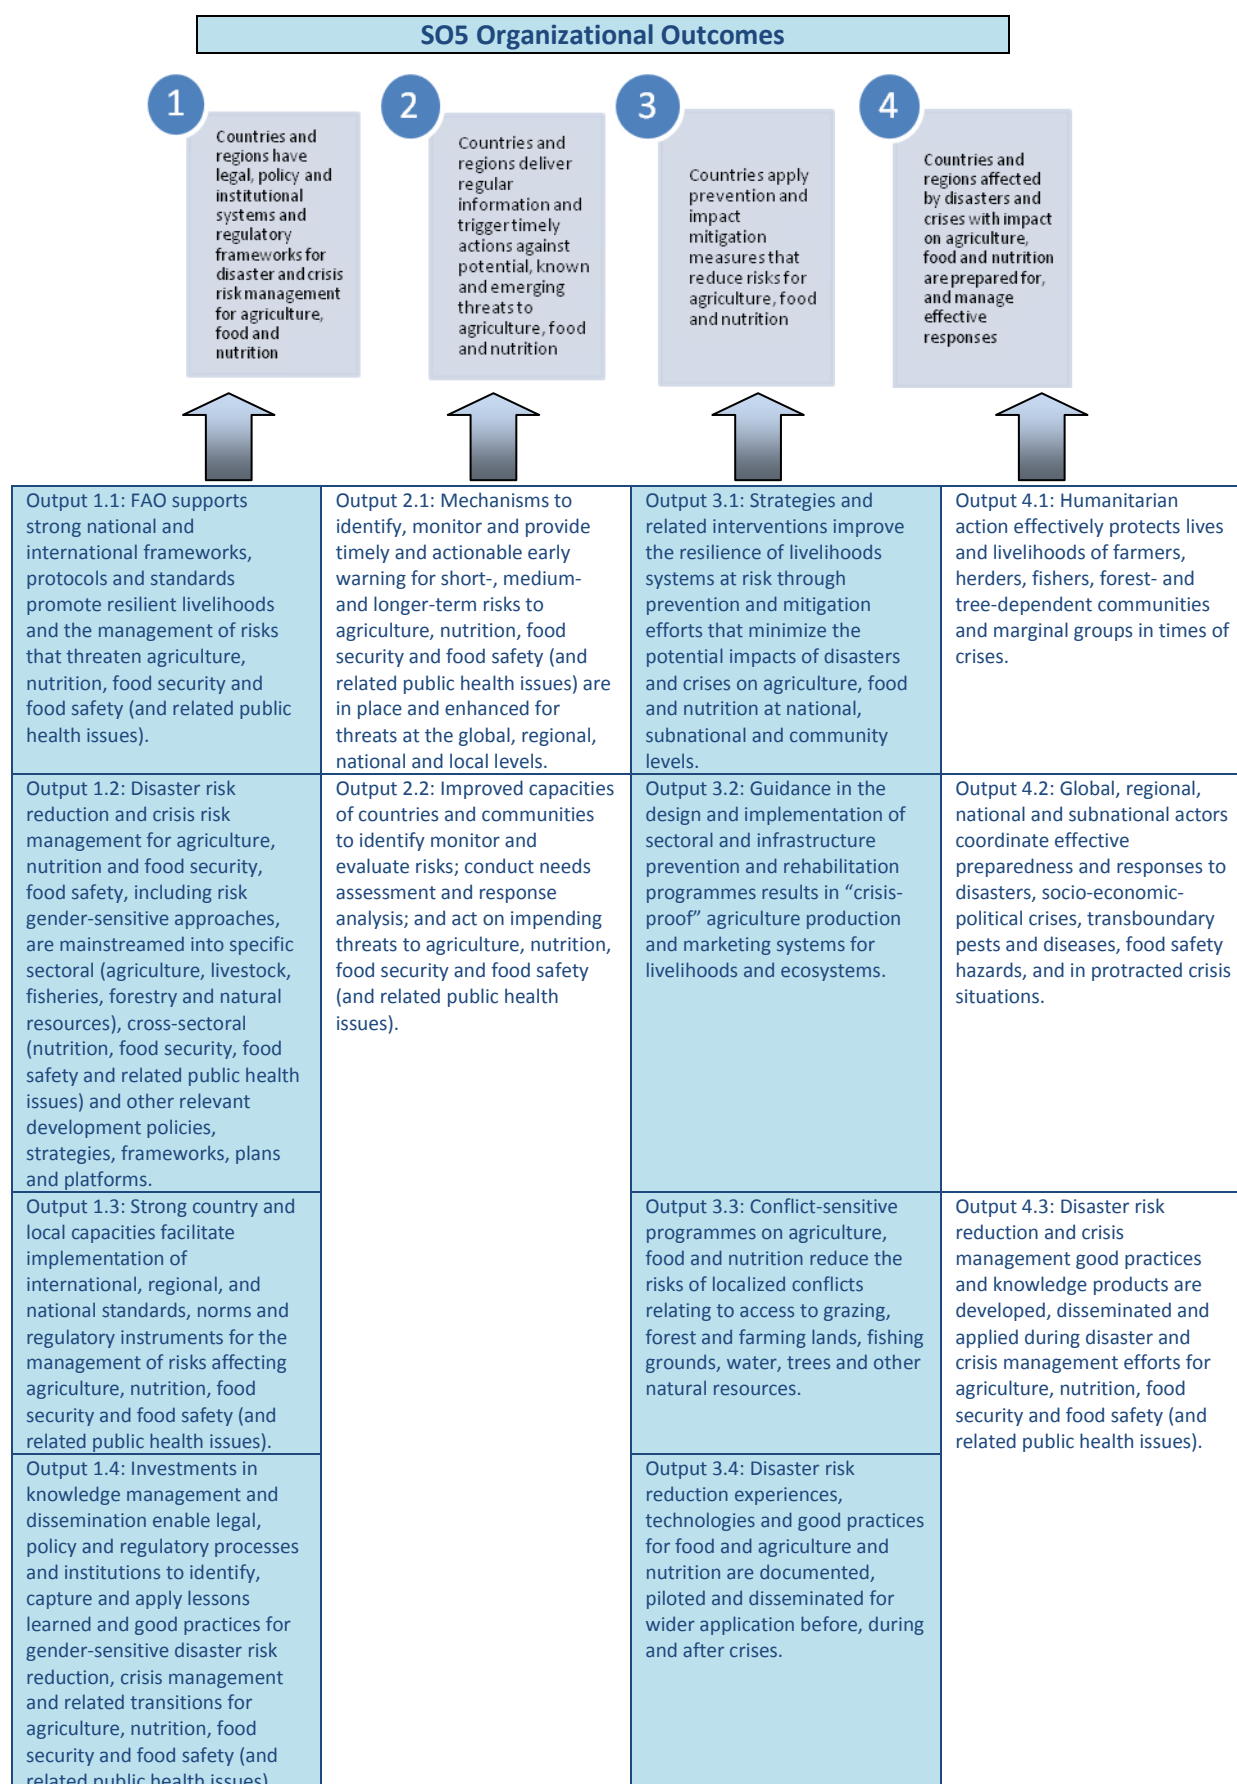 SO5 Organizational Outcomes
1
Countries and
regions have
legal, policy and
institutional
systems and
regulatory
frameworks for
disaster and crisis
risk management
for agriculture,
food and
nutrition
2
Countries and
regions deliver
regular
information and
trigger timely
actions against
potential, known
and emerging
threats to
agriculture, food
and nutrition
3
Countries apply
prevention and
impact
mitigation
measures that
reduce risks for
agriculture, food
and nutrition
4
Countries and
regions affected
by disasters and
crises with impact
on agriculture,
food and nutrition
are prepared for,
and manage
effective
responses
Output 1.1: FAO supports
strong national and
international frameworks,
protocols and standards
promote resilient livelihoods
and the management of risks
that threaten agriculture,
nutrition, food security and
food safety (and related public
health issues).
Output 2.1: Mechanisms to
identify, monitor and provide
timely and actionable early
warning for short-, medium-
and longer-term risks to
agriculture, nutrition, food
security and food safety (and
related public health issues) are
in place and enhanced for
threats at the global, regional,
national and local levels.
Output 3.1: Strategies and
related interventions improve
the resilience of livelihoods
systems at risk through
prevention and mitigation
efforts that minimize the
potential impacts of disasters
and crises on agriculture, food
and nutrition at national,
subnational and community
levels.
Output 4.1: Humanitarian
action effectively protects lives
and livelihoods of farmers,
herders, fishers, forest- and
tree-dependent communities
and marginal groups in times of
crises.
Output 1.2: Disaster risk
reduction and crisis risk
management for agriculture,
nutrition and food security,
food safety, including risk
gender-sensitive approaches,
are mainstreamed into specific
sectoral (agriculture, livestock,
fisheries, forestry and natural
resources), cross-sectoral
(nutrition, food security, food
safety and related public health
issues) and other relevant
development policies,
strategies, frameworks, plans
and platforms.
Output 2.2: Improved capacities
of countries and communities
to identify monitor and
evaluate risks; conduct needs
assessment and response
analysis; and act on impending
threats to agriculture, nutrition,
food security and food safety
(and related public health
issues).
Output 3.2: Guidance in the
design and implementation of
sectoral and infrastructure
prevention and rehabilitation
programmes results in “crisis-
proof” agriculture production
and marketing systems for
livelihoods and ecosystems.
Output 4.2: Global, regional,
national and subnational actors
coordinate effective
preparedness and responses to
disasters, socio-economic-
political crises, transboundary
pests and diseases, food safety
hazards, and in protracted crisis
situations.
Output 1.3: Strong country and
local capacities facilitate
implementation of
international, regional, and
national standards, norms and
regulatory instruments for the
management of risks affecting
agriculture, nutrition, food
security and food safety (and
related public health issues).
Output 3.3: Conflict-sensitive
programmes on agriculture,
food and nutrition reduce the
risks of localized conflicts
relating to access to grazing,
forest and farming lands, fishing
grounds, water, trees and other
natural resources.
Output 4.3: Disaster risk
reduction and crisis
management good practices
and knowledge products are
developed, disseminated and
applied during disaster and
crisis management efforts for
agriculture, nutrition, food
security and food safety (and
related public health issues).
Output 1.4: Investments in
knowledge management and
dissemination enable legal,
policy and regulatory processes
and institutions to identify,
capture and apply lessons
learned and good practices for
gender-sensitive disaster risk
reduction, crisis management
and related transitions for
agriculture, nutrition, food
security and food safety (and
related public health issues)
Output 3.4: Disaster risk
reduction experiences,
technologies and good practices
for food and agriculture and
nutrition are documented,
piloted and disseminated for
wider application before, during
and after crises.